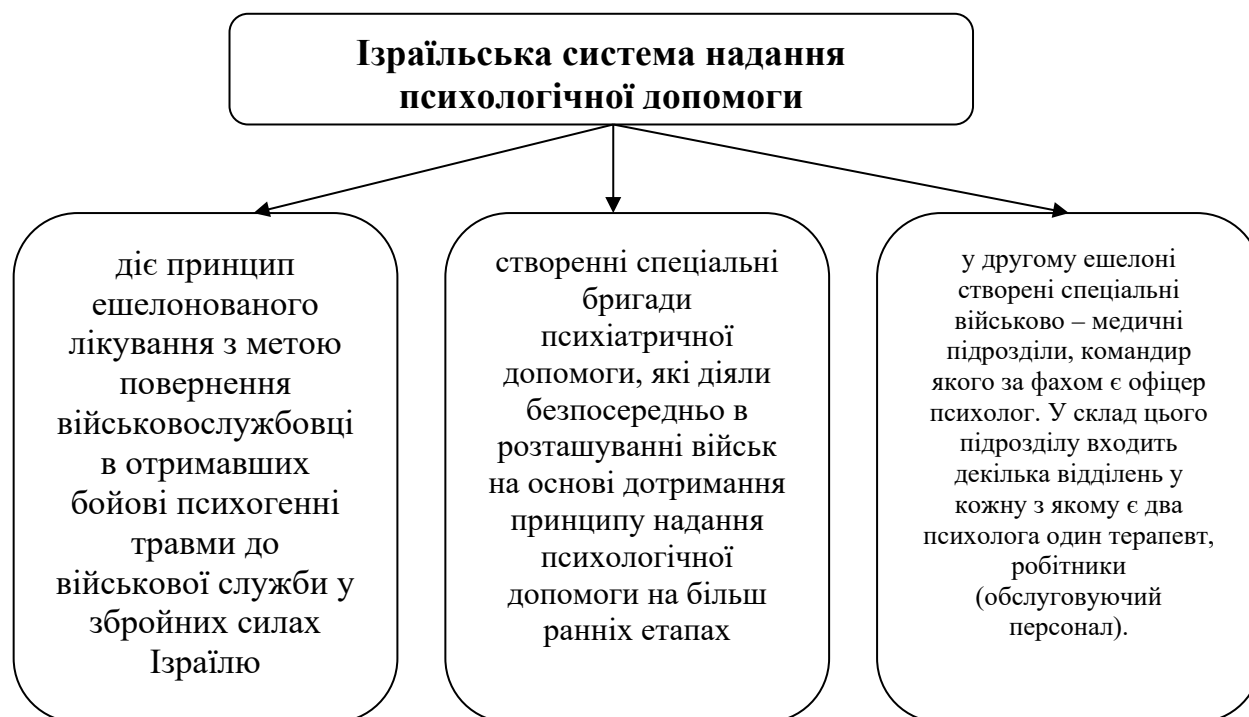 Ізраїльська система надання
психологічної допомоги
діє принцип
ешелонованого
лікування з метою
повернення
військовослужбовці
в отримавших
бойові психогенні
травми до
військової служби у
збройних силах
Ізраїлю
створенні спеціальні
бригади
психіатричної
допомоги, які діяли
безпосередньо в
розташуванні військ
на основі дотримання
принципу надання
психологічної
допомоги на більш
ранніх етапах
у другому ешелоні
створені спеціальні
військово – медичні
підрозділи, командир
якого за фахом є офіцер
психолог. У склад цього
підрозділу входить
декілька відділень у
кожну з якому є два
психолога один терапевт,
робітники
(обслуговуючий
персонал).